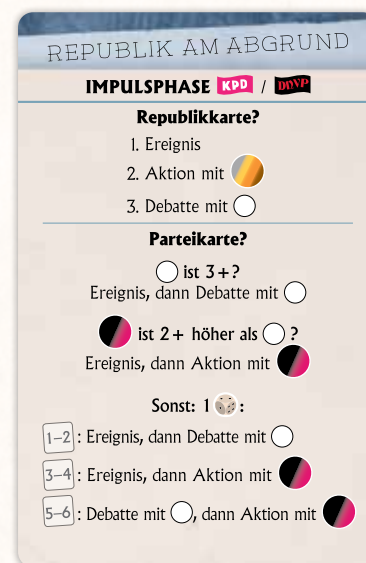 REPUBLIK AM ABGRUND
IMPULSPHASE KPD / DNVP
Republikkarte?
1. Ereignis
2. Aktion mit
3. Debatte mit
Parteikarte?
ist 3+?
Ereignis, dann Debatte mit
ist 2+ höher als ?
Ereignis, dann Aktion mit
Sonst: 1 :
1–2 : Ereignis, dann Debatte mit
3–4 : Ereignis, dann Aktion mit
5–6 : Debatte mit , dann Aktion mit